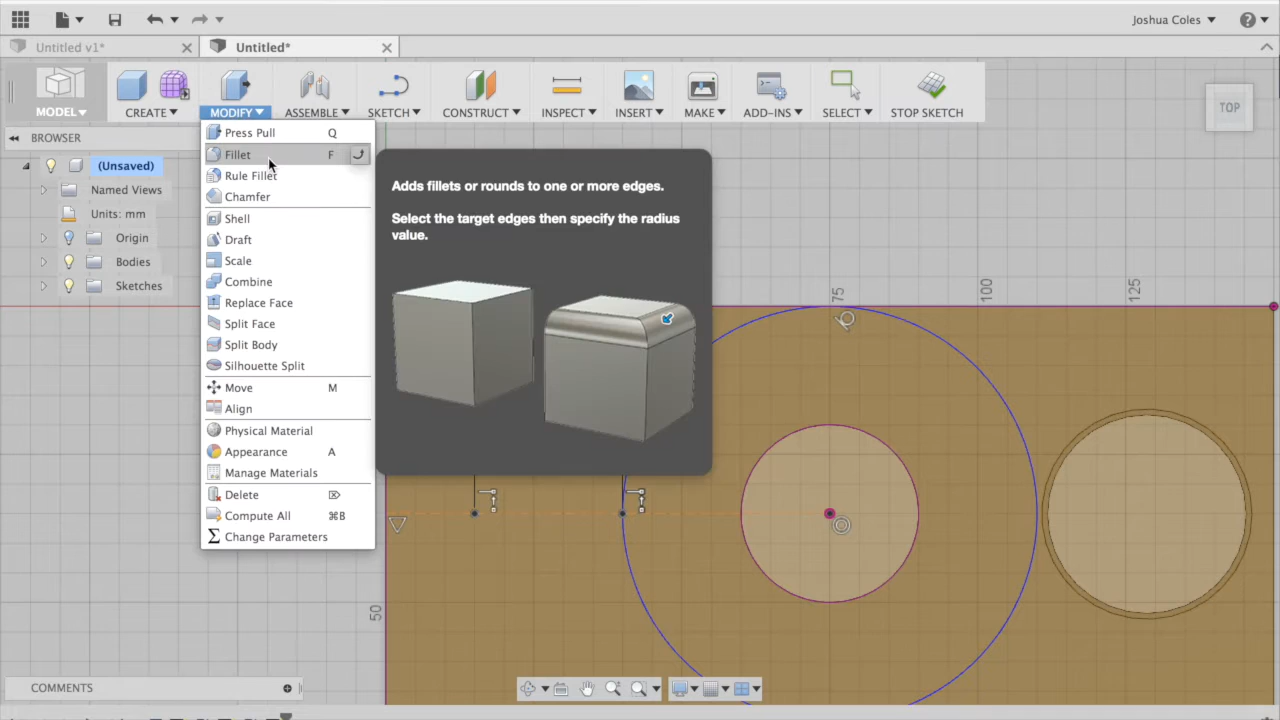 Joshua Coles
Untitled v1*
Untitled*
MODEL
CREATE
MODIFY
ASSEMBLE
SKETCH
CONSTRUCT
INSPECT
INSERT
MAKE
ADD-INS
SELECT
STOP SKETCH
TOP
BROWSER
(Unsaved)
Named Views
Units: mm
Origin
Bodies
Sketches
Press Pull Q
Fillet F
Rule Fillet
Chamfer
Shell
Draft
Scale
Combine
Replace Face
Split Face
Split Body
Silhouette Split
Move M
Align
Physical Material
Appearance A
Manage Materials
Delete ⌦
Compute All ⌘B
Change Parameters
Adds fillets or rounds to one or more edges.
Select the target edges then specify the radius
value.
75
100
125
50
COMMENTS